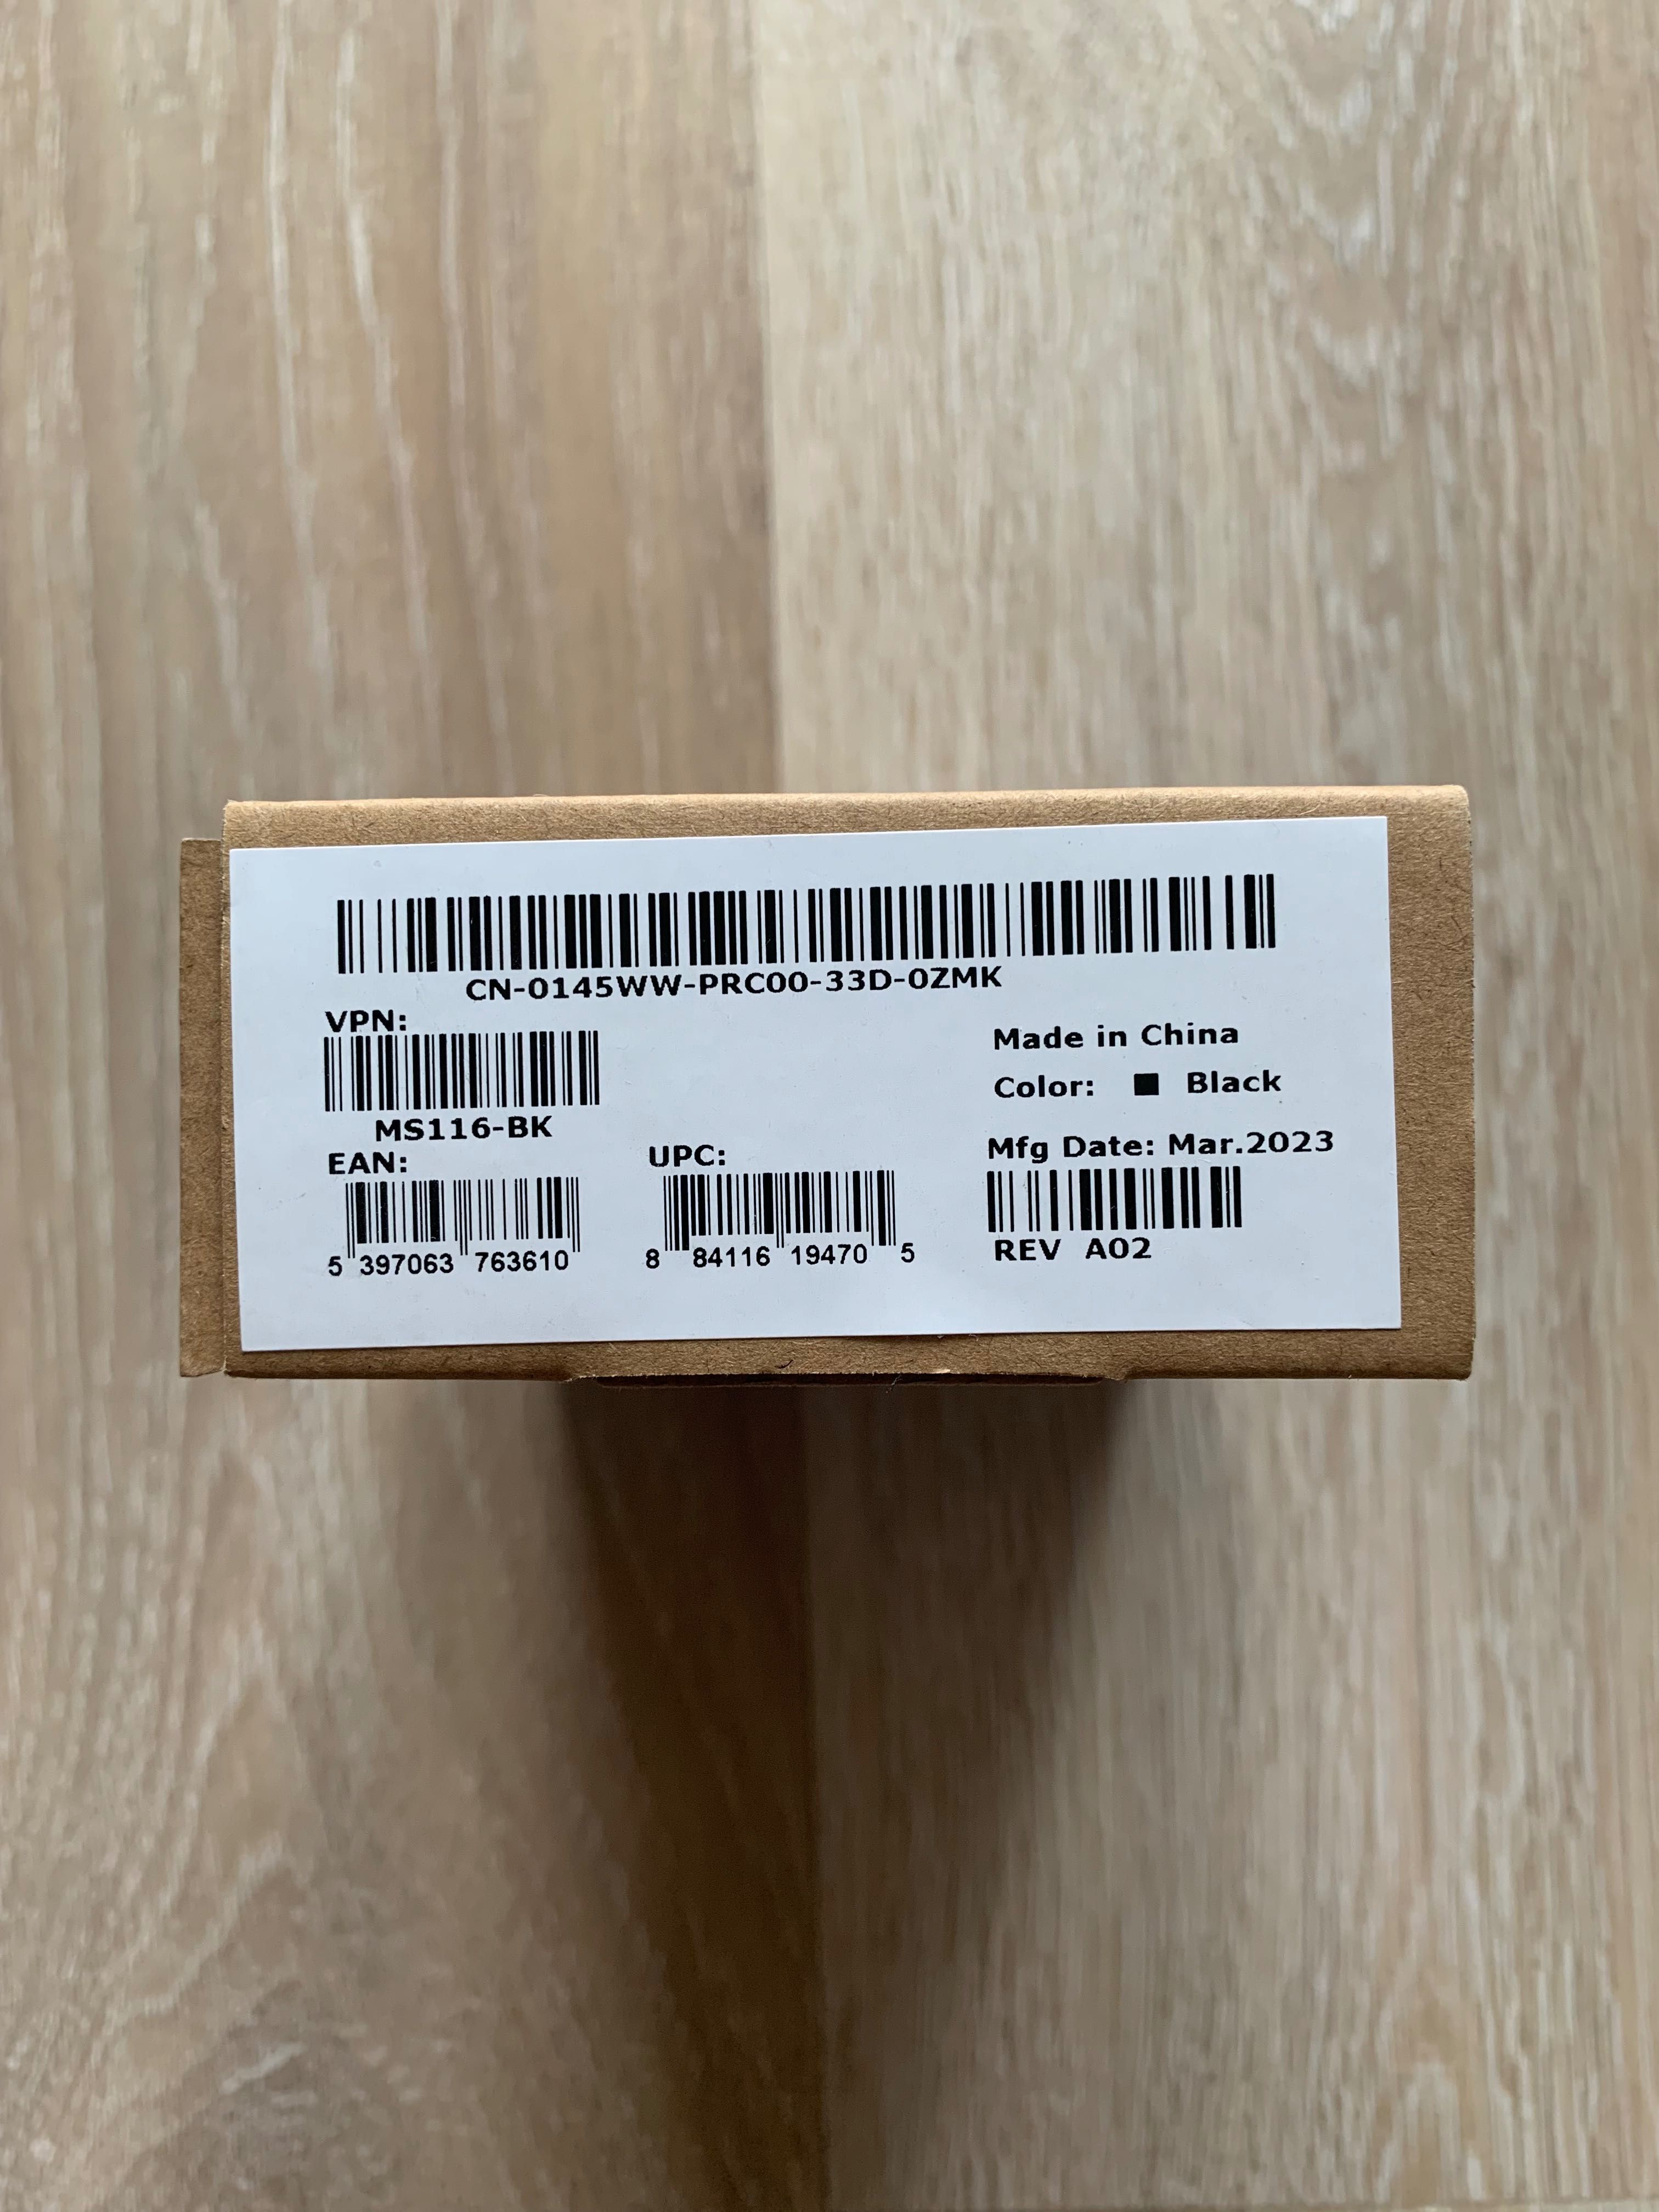 CN-0145WW-PRC00-33D-0ZMK
VPN:
MS116-BK
Made in China
Color: ■ Black
EAN:
5 397063 763610
UPC:
8 84116 19470 5
Mfg Date: Mar.2023
REV A02